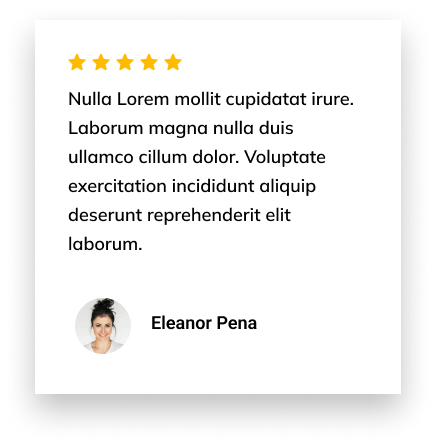 Nulla Lorem mollit cupidatat irure.
Laborum magna nulla duis
ullamco cillum dolor. Voluptate
exercitation incididunt aliquip
deserunt reprehenderit elit
laborum.
Eleanor Pena